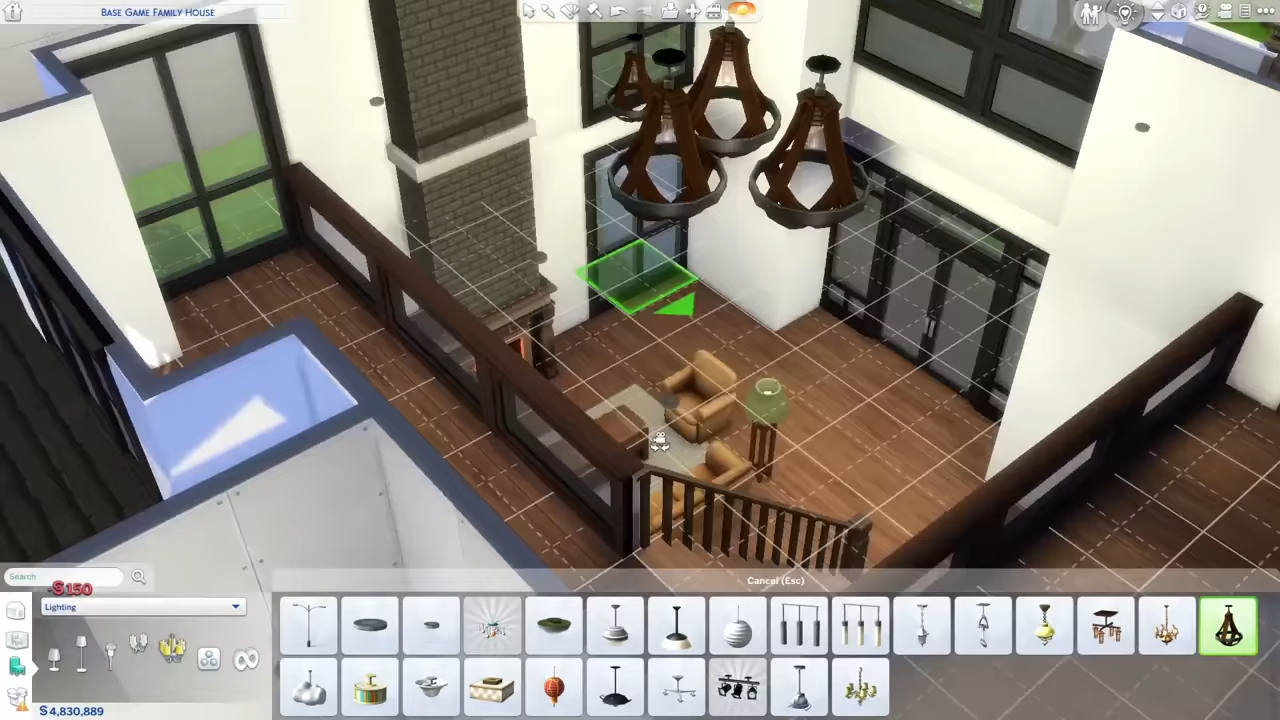 BASE GAME FAMILY HOUSE
Cancel (Esc)
Search
-§150
Lighting
§4,830,889